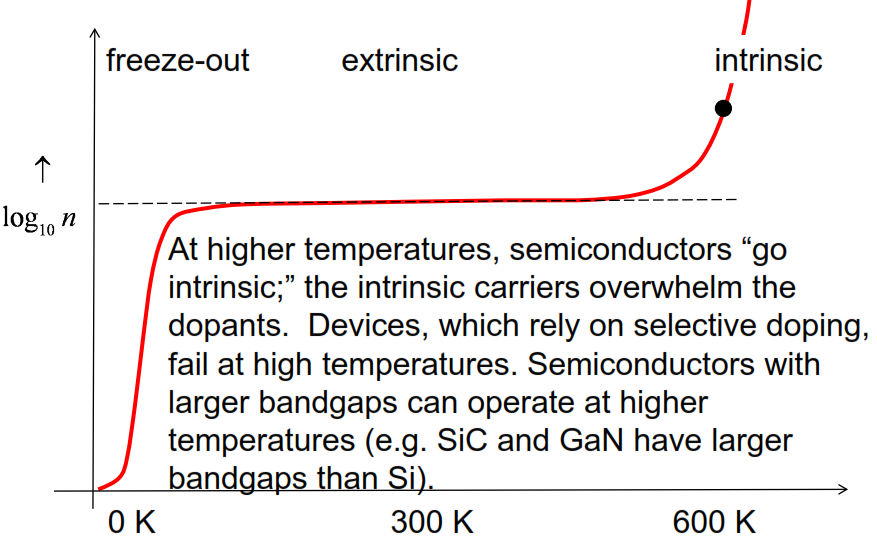 freeze-out extrinsic intrinsic
↑
log₁₀ n
At higher temperatures, semiconductors “go
intrinsic;” the intrinsic carriers overwhelm the
dopants.  Devices, which rely on selective doping,
fail at high temperatures. Semiconductors with
larger bandgaps can operate at higher
temperatures (e.g. SiC and GaN have larger
bandgaps than Si).
0 K 300 K 600 K